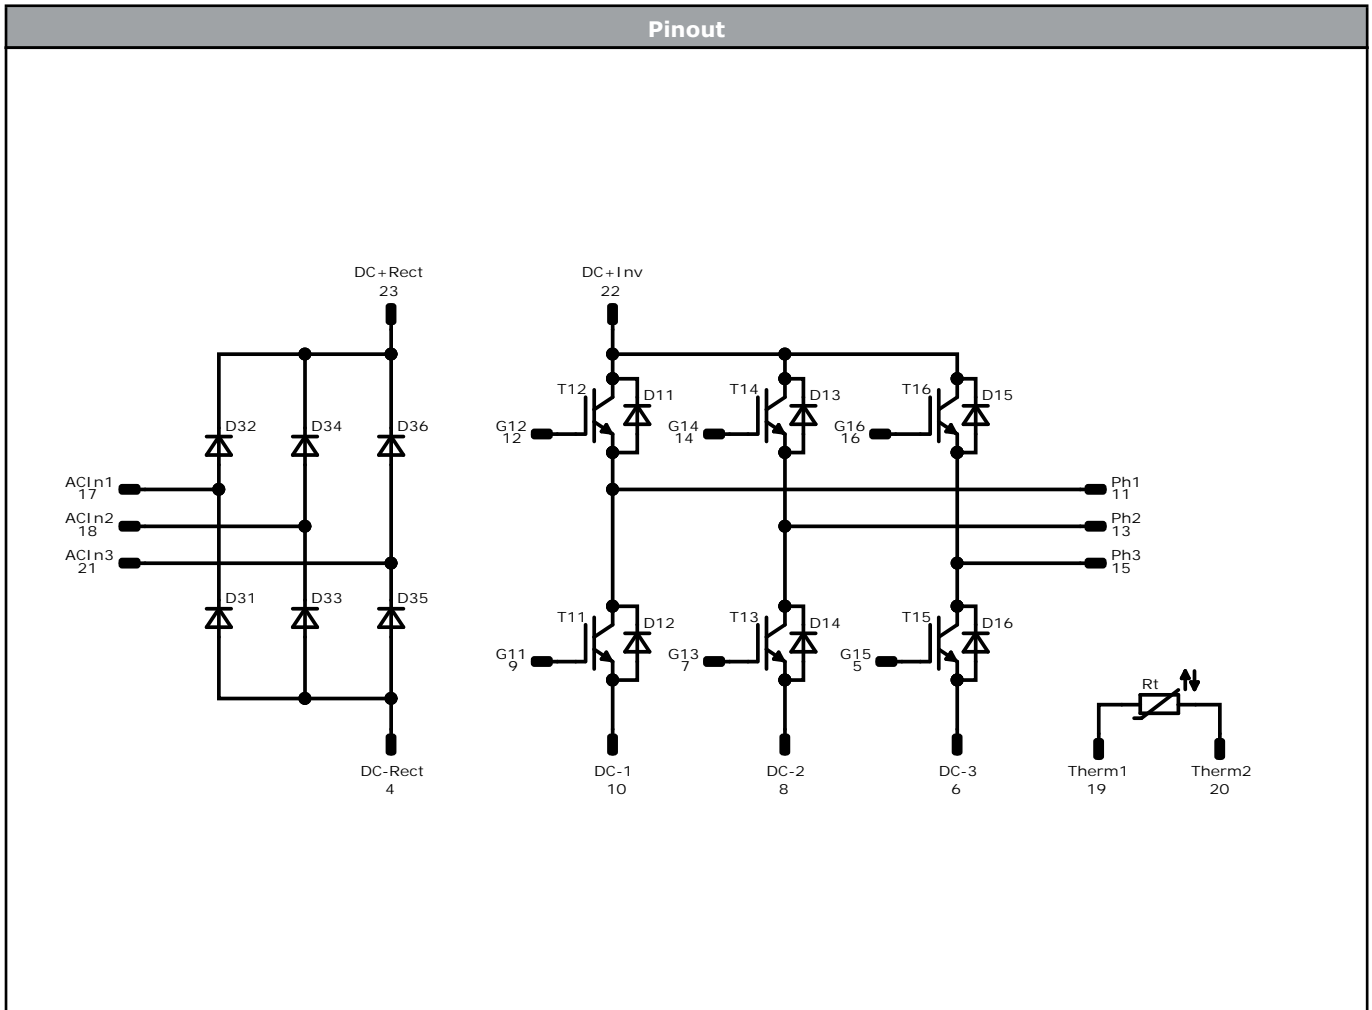 Pinout
DC+Rect
23
DC+Inv
22
T12
D11
T14
D13
T16
D15
D32
D34
D36
G12
12
G14
14
G16
16
ACIn1
17
ACIn2
18
ACIn3
21
Ph1
11
Ph2
13
Ph3
15
D31
D33
D35
T11
D12
T13
D14
T15
D16
G11
9
G13
7
G15
5
Rt
DC-Rect
4
DC-1
10
DC-2
8
DC-3
6
Therm1
19
Therm2
20